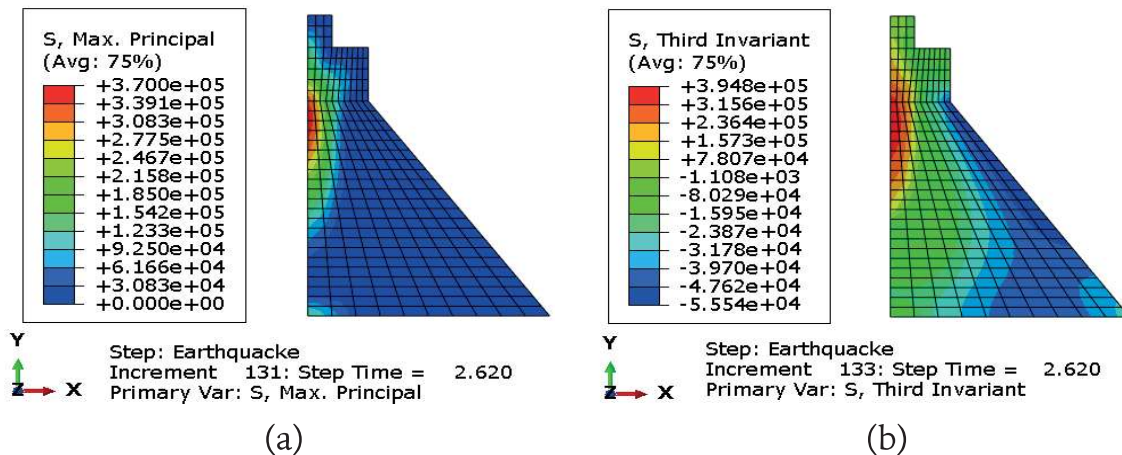 S, Max. Principal
(Avg: 75%)
+3.700e+05
+3.391e+05
+3.083e+05
+2.775e+05
+2.467e+05
+2.158e+05
+1.850e+05
+1.542e+05
+1.233e+05
+9.250e+04
+6.166e+04
+3.083e+04
+0.000e+00
Y
Z
X
Step: Earthquacke
Increment 131: Step Time = 2.620
Primary Var: S, Max. Principal
(a)
S, Third Invariant
(Avg: 75%)
+3.948e+05
+3.156e+05
+2.364e+05
+1.573e+05
+7.807e+04
-1.108e+03
-8.029e+04
-1.595e+04
-2.387e+04
-3.178e+04
-3.970e+04
-4.762e+04
-5.554e+04
Y
Z
X
Step: Earthquacke
Increment 133: Step Time = 2.620
Primary Var: S, Third Invariant
(b)